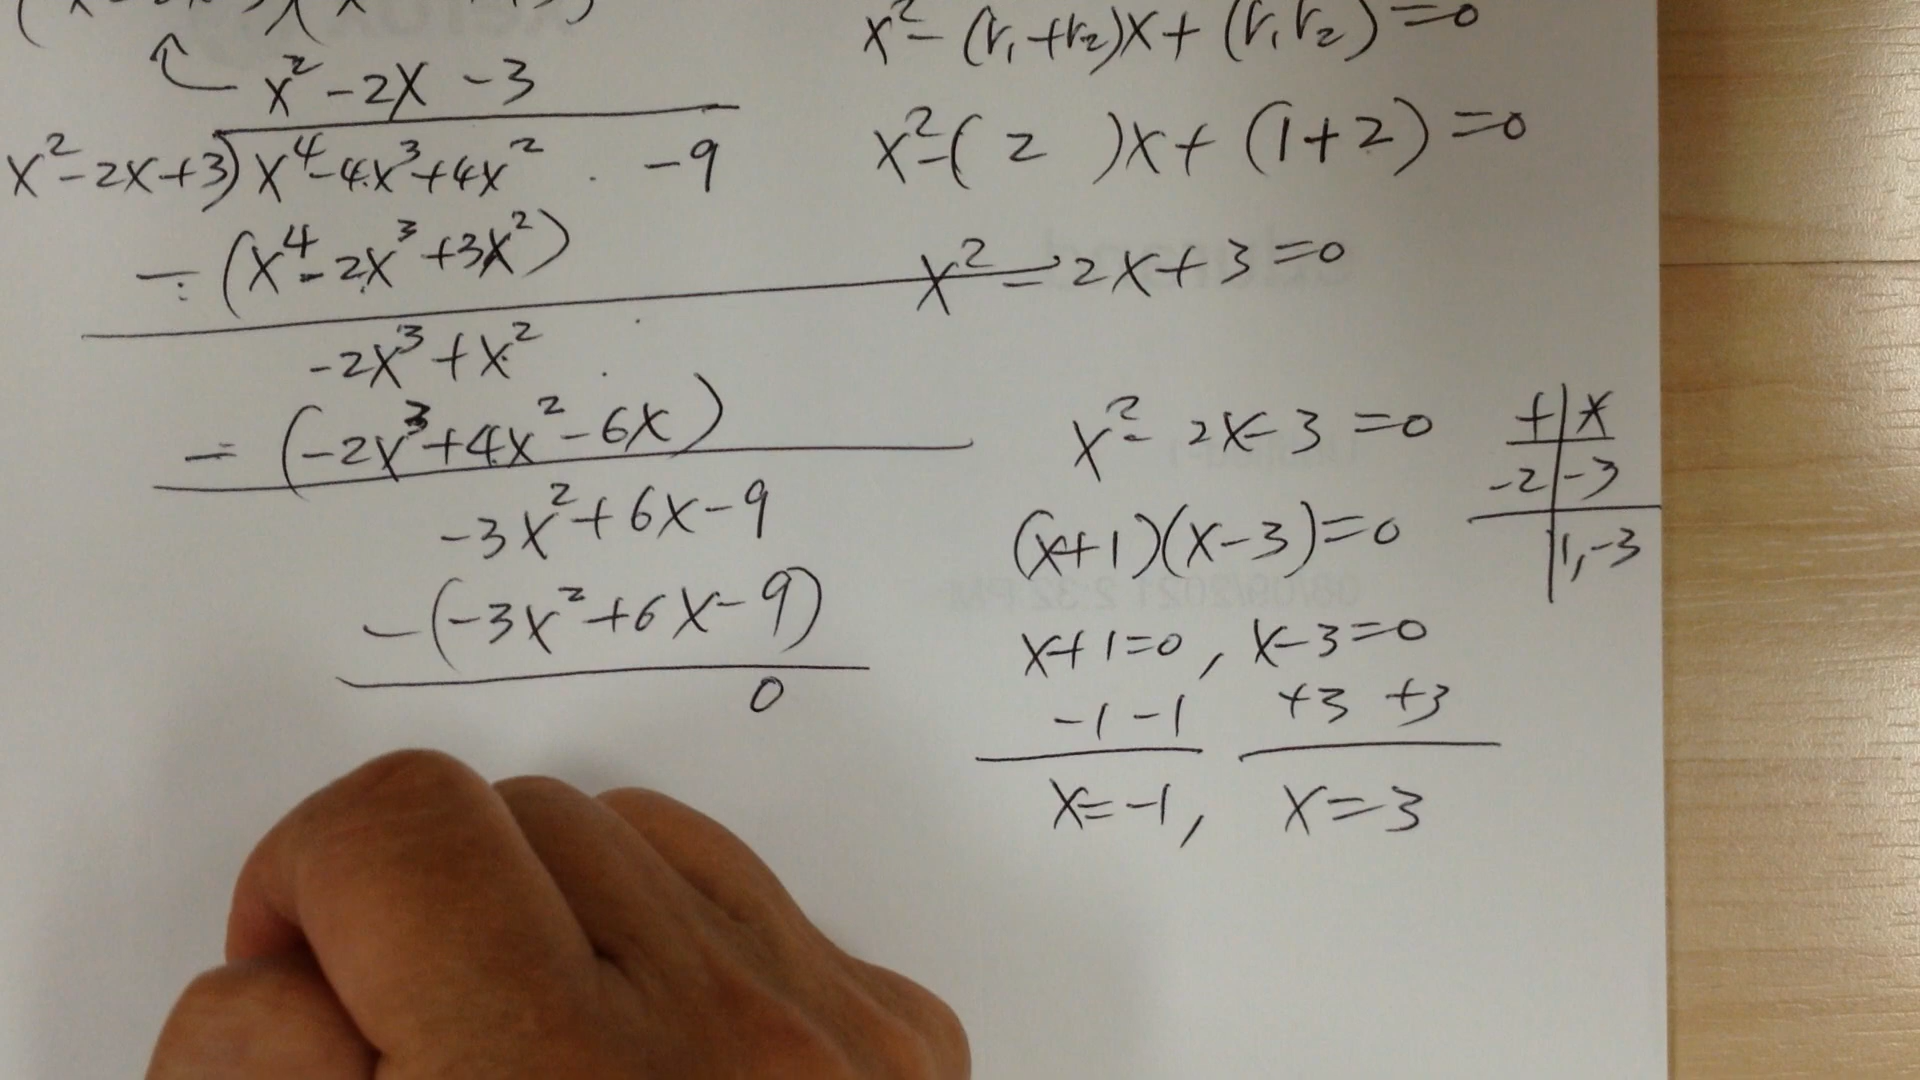 x² - 2x - 3
x² - 2x + 3) x⁴ - 4x³ + 4x² - 9
- (x⁴ - 2x³ + 3x²)
-2x³ + x²
- (-2x³ + 4x² - 6x)
-3x² + 6x - 9
- (-3x² + 6x - 9)
0
x² - (r₁ + r₂)x + (r₁r₂) = 0
x² - ( 2 )x + (1 + 2) = 0
x² - 2x + 3 = 0
x² - 2x - 3 = 0
(x+1)(x-3) = 0
x+1=0, x-3=0
-1 -1 +3 +3
x = -1, x = 3
+ | x
-2 | -3
| 1, -3